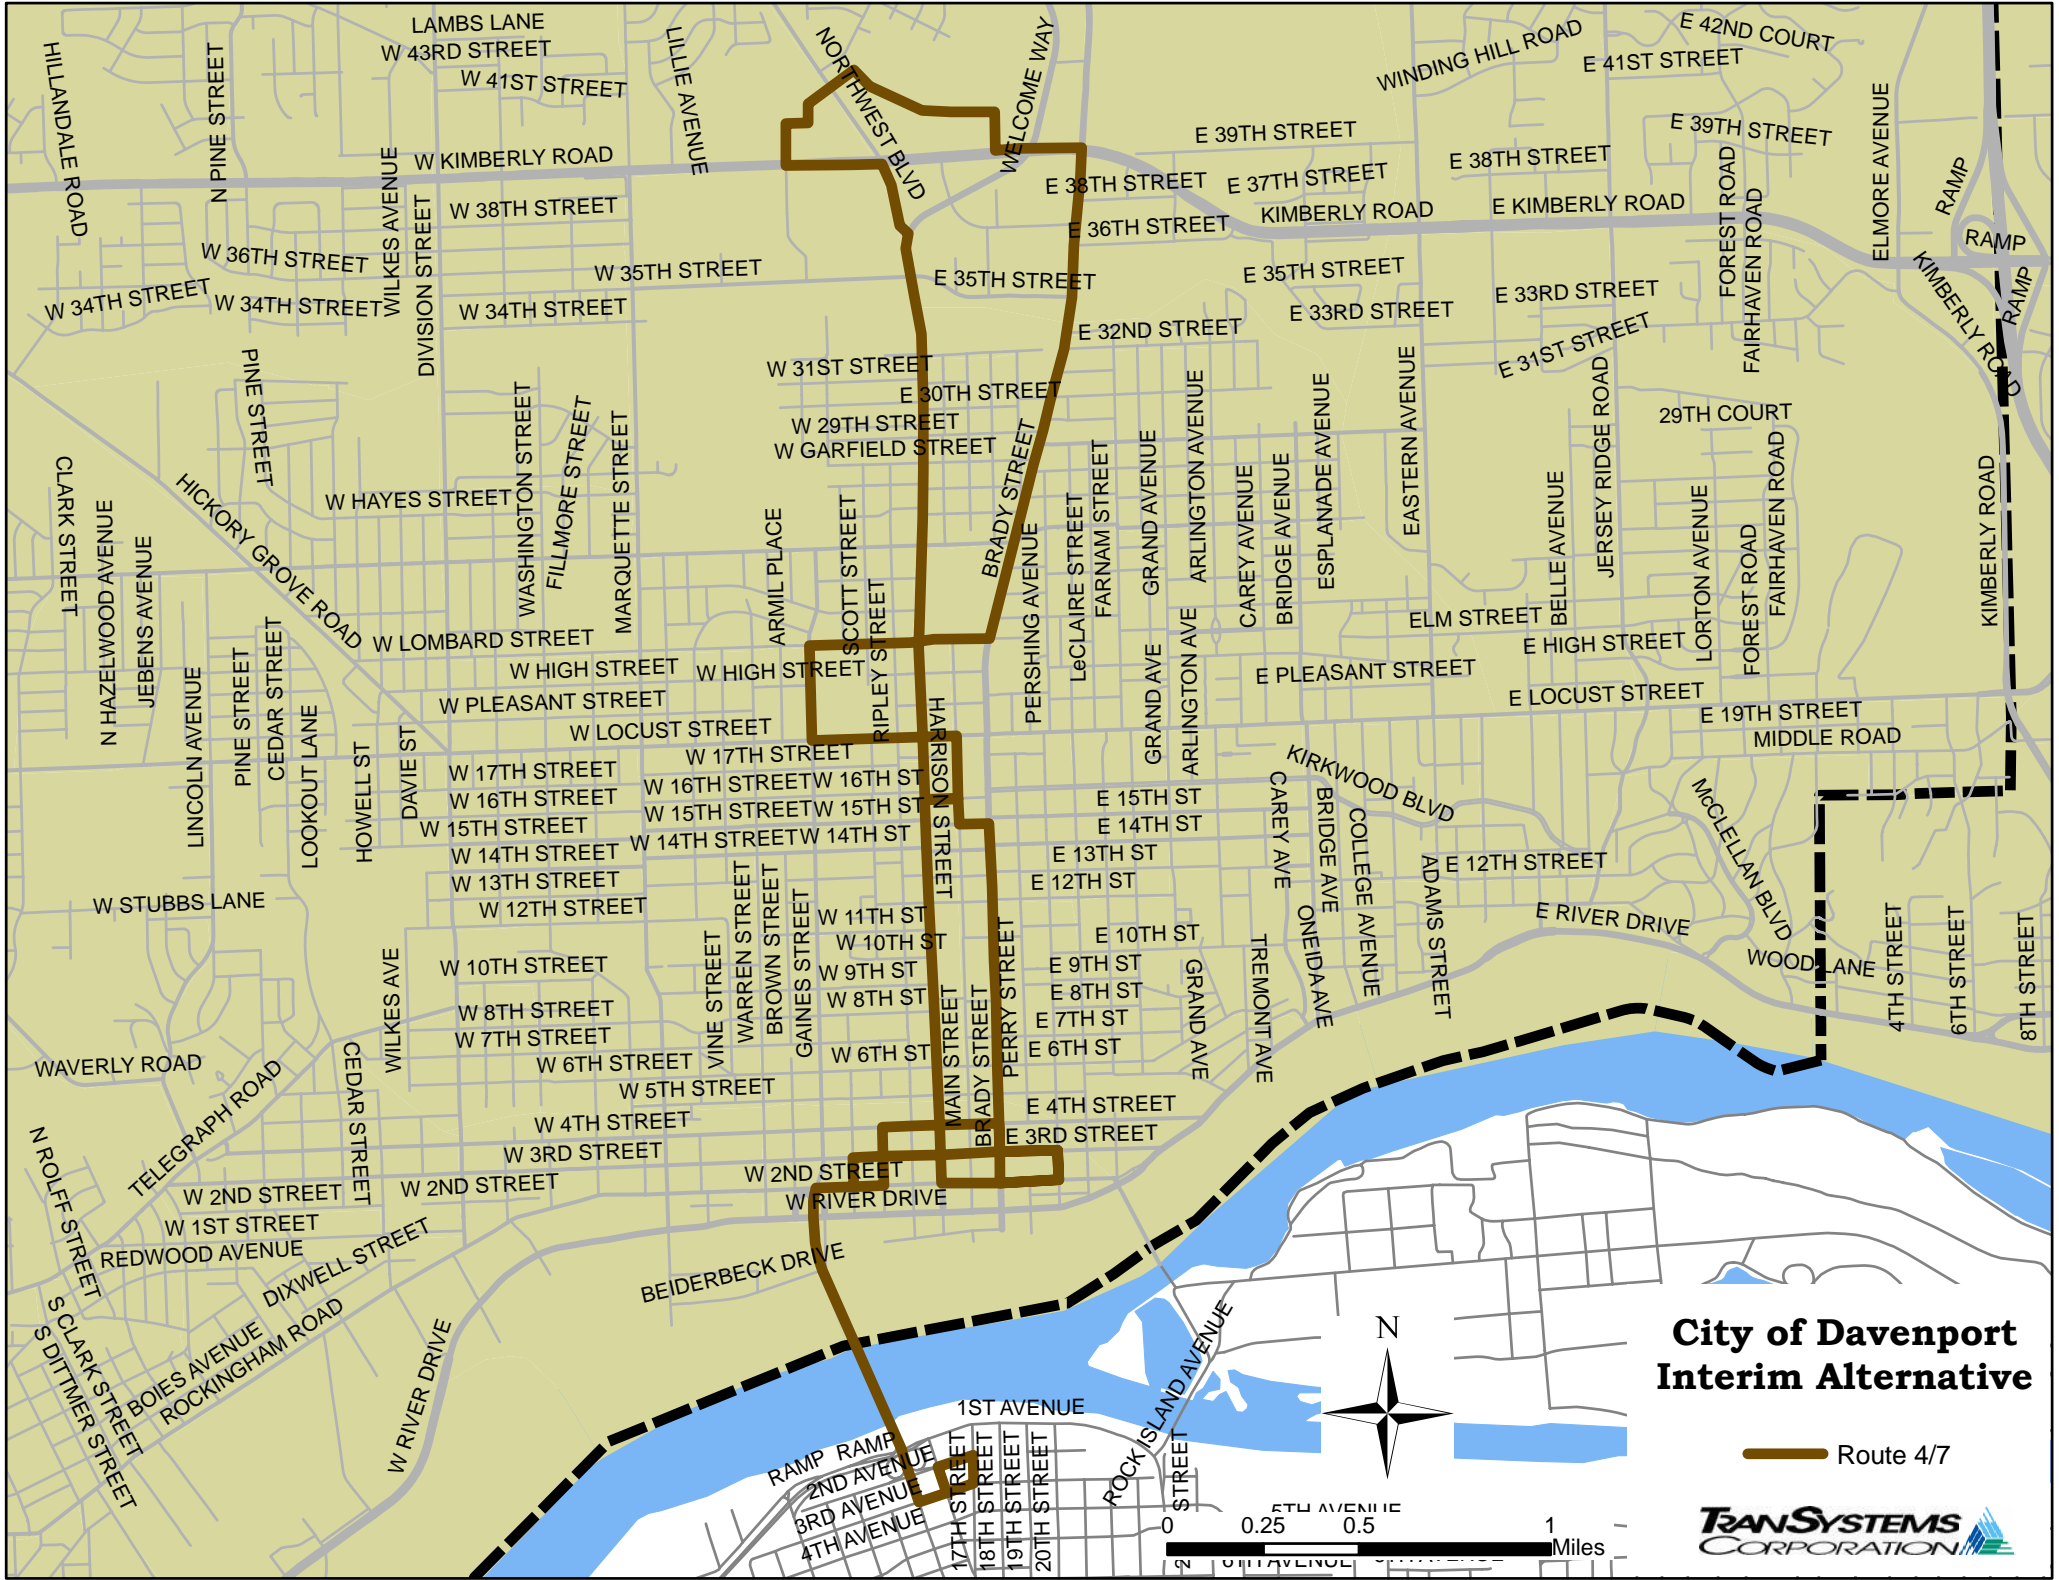 LAMBS LANE
W 43RD STREET
W 41ST STREET
HILLANDALE ROAD
N PINE STREET
LILLIE AVENUE
NORTHWEST BLVD
WELCOME WAY
WINDING HILL ROAD
E 42ND COURT
E 41ST STREET
E 39TH STREET
E 39TH STREET
ELMORE AVENUE
RAMP
W KIMBERLY ROAD
WILKES AVENUE
E 38TH STREET
E 37TH STREET
E 38TH STREET
FOREST ROAD
FAIRHAVEN ROAD
W 38TH STREET
DIVISION STREET
E 36TH STREET
KIMBERLY ROAD
E KIMBERLY ROAD
RAMP
W 36TH STREET
W 35TH STREET
E 35TH STREET
E 35TH STREET
KIMBERLY ROAD
RAMP
W 34TH STREET
W 34TH STREET
W 34TH STREET
E 33RD STREET
E 33RD STREET
E 32ND STREET
E 31ST STREET
PINE STREET
W 31ST STREET
E 30TH STREET
W 29TH STREET
W GARFIELD STREET
29TH COURT
WASHINGTON STREET
FILLMORE STREET
MARQUETTE STREET
BRADY STREET
FARNAM STREET
GRAND AVENUE
ARLINGTON AVENUE
CAREY AVENUE
BRIDGE AVENUE
ESPLANADE AVENUE
EASTERN AVENUE
BELLE AVENUE
JERSEY RIDGE ROAD
LORTON AVENUE
FOREST ROAD
FAIRHAVEN ROAD
KIMBERLY ROAD
CLARK STREET
N HAZELWOOD AVENUE
JEBENS AVENUE
HICKORY GROVE ROAD
W HAYES STREET
ARMIL PLACE
SCOTT STREET
RIPLEY STREET
PERSHING AVENUE
LeCLAIRE STREET
W LOMBARD STREET
ELM STREET
E HIGH STREET
W HIGH STREET
W HIGH STREET
E PLEASANT STREET
GRAND AVE
ARLINGTON AVE
W PLEASANT STREET
E LOCUST STREET
W LOCUST STREET
E 19TH STREET
MIDDLE ROAD
LINCOLN AVENUE
PINE STREET
CEDAR STREET
LOOKOUT LANE
HOWELL ST
DAVIE ST
HARRISON STREET
W 17TH STREET
W 17TH STREET
W 16TH STREET
W 16TH STREET
W 16TH ST
KIRKWOOD BLVD
W 15TH STREET
W 15TH STREET
W 15TH ST
E 15TH ST
W 14TH STREET
W 14TH STREET
W 14TH ST
E 14TH ST
W 13TH STREET
E 13TH ST
E 12TH ST
E 12TH STREET
W 12TH STREET
CAREY AVE
BRIDGE AVE
COLLEGE AVENUE
ADAMS STREET
McCLELLAN BLVD
W STUBBS LANE
WARREN STREET
BROWN STREET
GAINES STREET
VINE STREET
W 11TH ST
W 10TH ST
E 10TH ST
E RIVER DRIVE
WOOD LANE
4TH STREET
6TH STREET
8TH STREET
WILKES AVE
W 10TH STREET
W 9TH ST
E 9TH ST
W 8TH STREET
W 8TH ST
E 8TH ST
W 7TH STREET
E 7TH ST
W 6TH STREET
W 6TH ST
E 6TH ST
MAIN STREET
BRADY STREET
PERRY STREET
GRAND AVE
TREMONT AVE
ONEIDA AVE
WAVERLY ROAD
TELEGRAPH ROAD
CEDAR STREET
W 5TH STREET
W 4TH STREET
E 4TH STREET
W 3RD STREET
E 3RD STREET
W 2ND STREET
W 2ND STREET
W 2ND STREET
W RIVER DRIVE
N ROLFF STREET
W 1ST STREET
REDWOOD AVENUE
DIXWELL STREET
BEIDERBECK DRIVE
S CLARK STREET
S DITTMER STREET
BOIES AVENUE
ROCKINGHAM ROAD
W RIVER DRIVE
RAMP
RAMP
1ST AVENUE
2ND AVENUE
3RD AVENUE
4TH AVENUE
17TH STREET
18TH STREET
19TH STREET
20TH STREET
ROCK ISLAND AVENUE
STREET
5TH AVENUE
6TH AVENUE
N
0
0.25
0.5
1
Miles
City of Davenport
Interim Alternative
Route 4/7
TRANSYSTEMS
CORPORATION